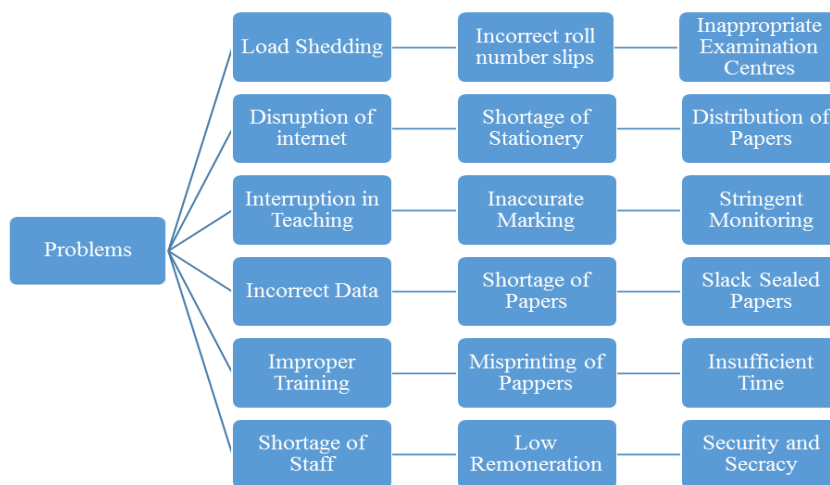 Load Shedding
Incorrect roll
number slips
Inappropriate
Examination
Centres
Disruption of
internet
Shortage of
Stationery
Distribution of
Papers
Interruption in
Teaching
Inaccurate
Marking
Stringent
Monitoring
Problems
Incorrect Data
Shortage of
Papers
Slack Sealed
Papers
Improper
Training
Misprinting of
Pappers
Insufficient
Time
Shortage of
Staff
Low
Remoneration
Security and
Secracy